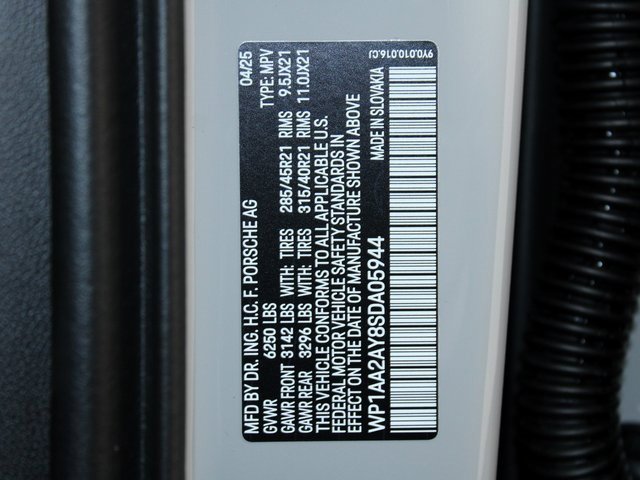 MFD BY DR. ING. H.C. F. PORSCHE AG 04/25
GVWR 6250 LBS TYPE: MPV
GAWR FRONT 3142 LBS WITH: TIRES 285/45R21 RIMS 9.5JX21
GAWR REAR 3296 LBS WITH: TIRES 315/40R21 RIMS 11.0JX21
THIS VEHICLE CONFORMS TO ALL APPLICABLE U.S.
FEDERAL MOTOR VEHICLE SAFETY STANDARDS IN
EFFECT ON THE DATE OF MANUFACTURE SHOWN ABOVE
WP1AA2AY8SDA05944 MADE IN SLOVAKIA
9Y0.010.016.CJ